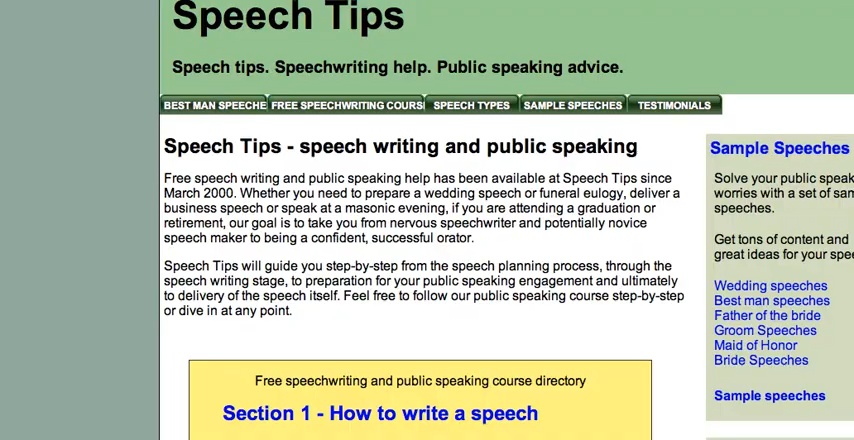 Speech Tips
Speech tips. Speechwriting help. Public speaking advice.
BEST MAN SPEECHE FREE SPEECHWRITING COURS SPEECH TYPES SAMPLE SPEECHES TESTIMONIALS
Speech Tips - speech writing and public speaking
Free speech writing and public speaking help has been available at Speech Tips since
March 2000. Whether you need to prepare a wedding speech or funeral eulogy, deliver a
business speech or speak at a masonic evening, if you are attending a graduation or
retirement, our goal is to take you from nervous speechwriter and potentially novice
speech maker to being a confident, successful orator.
Speech Tips will guide you step-by-step from the speech planning process, through the
speech writing stage, to preparation for your public speaking engagement and ultimately
to delivery of the speech itself. Feel free to follow our public speaking course step-by-step
or dive in at any point.
Free speechwriting and public speaking course directory
Section 1 - How to write a speech
Sample Speeches
Solve your public speak
worries with a set of sam
speeches.
Get tons of content and
great ideas for your spee
Wedding speeches
Best man speeches
Father of the bride
Groom Speeches
Maid of Honor
Bride Speeches
Sample speeches